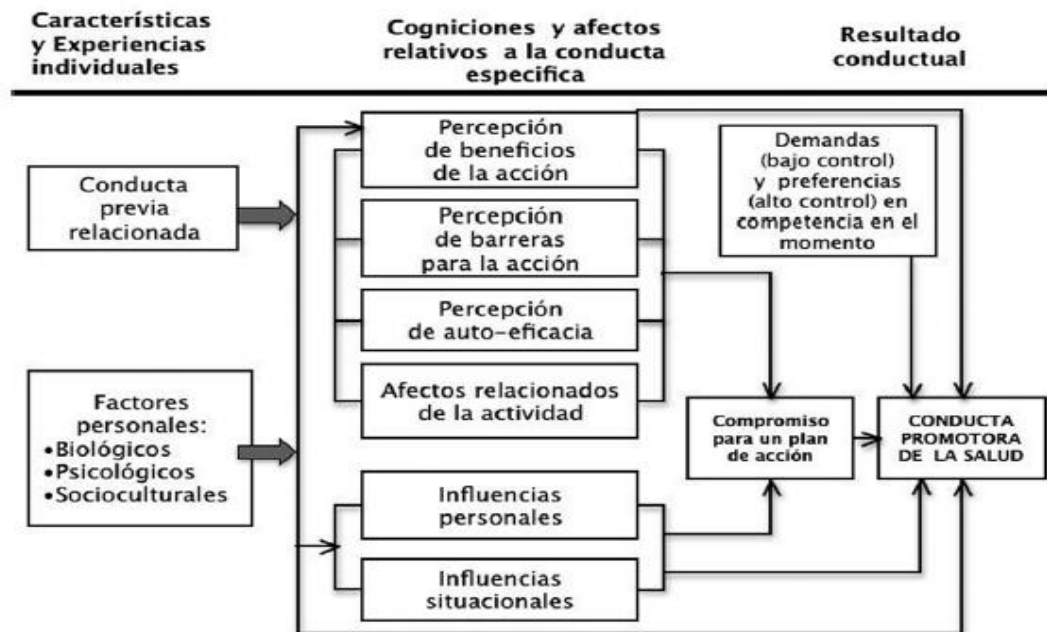 Características
y Experiencias
individuales
Cogniciones y afectos
relativos a la conducta
especifica
Resultado
conductual
Conducta
previa
relacionada
Factores
personales:
•Biológicos
•Psicológicos
•Socioculturales
Percepción
de beneficios
de la acción
Percepción
de barreras
para la acción
Percepción
de auto-eficacia
Afectos relacionados
de la actividad
Influencias
personales
Influencias
situacionales
Demandas
(bajo control)
y preferencias
(alto control) en
competencia en el
momento
Compromiso
para un plan
de acción
CONDUCTA
PROMOTORA
DE LA SALUD